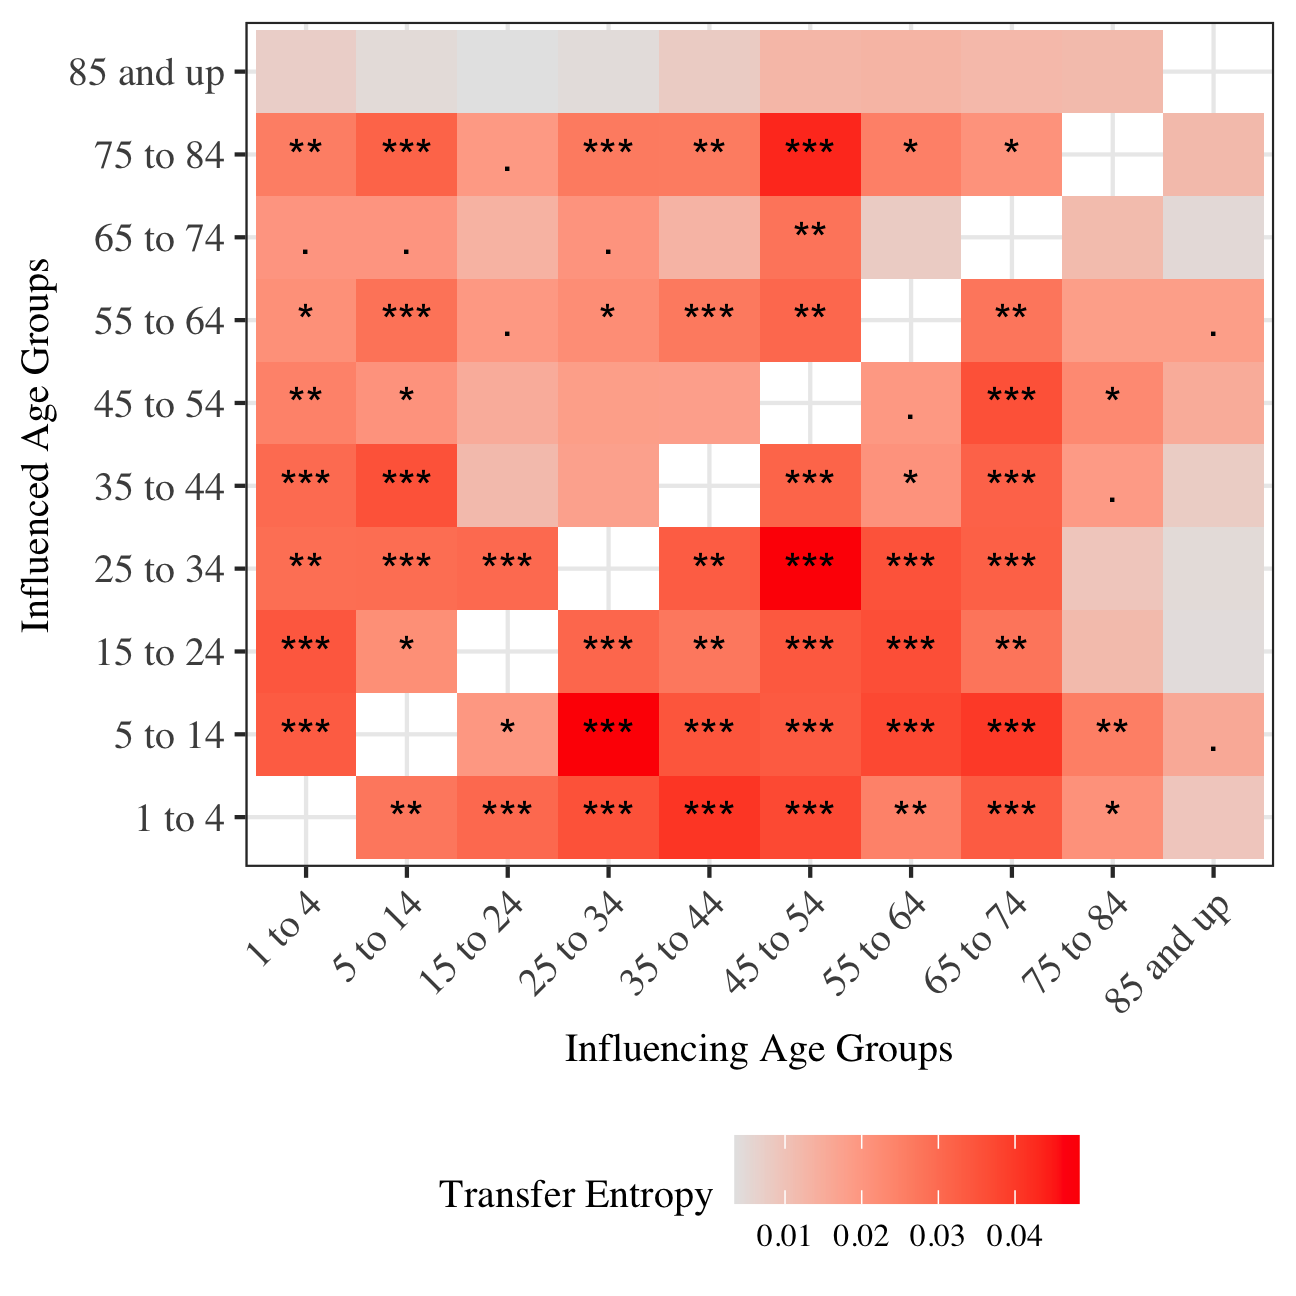 85 and up
75 to 84 ** *** . *** ** *** * *
65 to 74 . . . **
55 to 64 * *** . * *** ** ** .
45 to 54 ** * . *** *
35 to 44 *** *** *** * *** .
25 to 34 ** *** *** ** *** *** ***
15 to 24 *** * *** ** *** *** **
5 to 14 *** * *** *** *** *** *** ** .
1 to 4 ** *** *** *** *** ** *** *
Influenced Age Groups
1 to 4 5 to 14 15 to 24 25 to 34 35 to 44 45 to 54 55 to 64 65 to 74 75 to 84 85 and up
Influencing Age Groups
Transfer Entropy
0.01 0.02 0.03 0.04